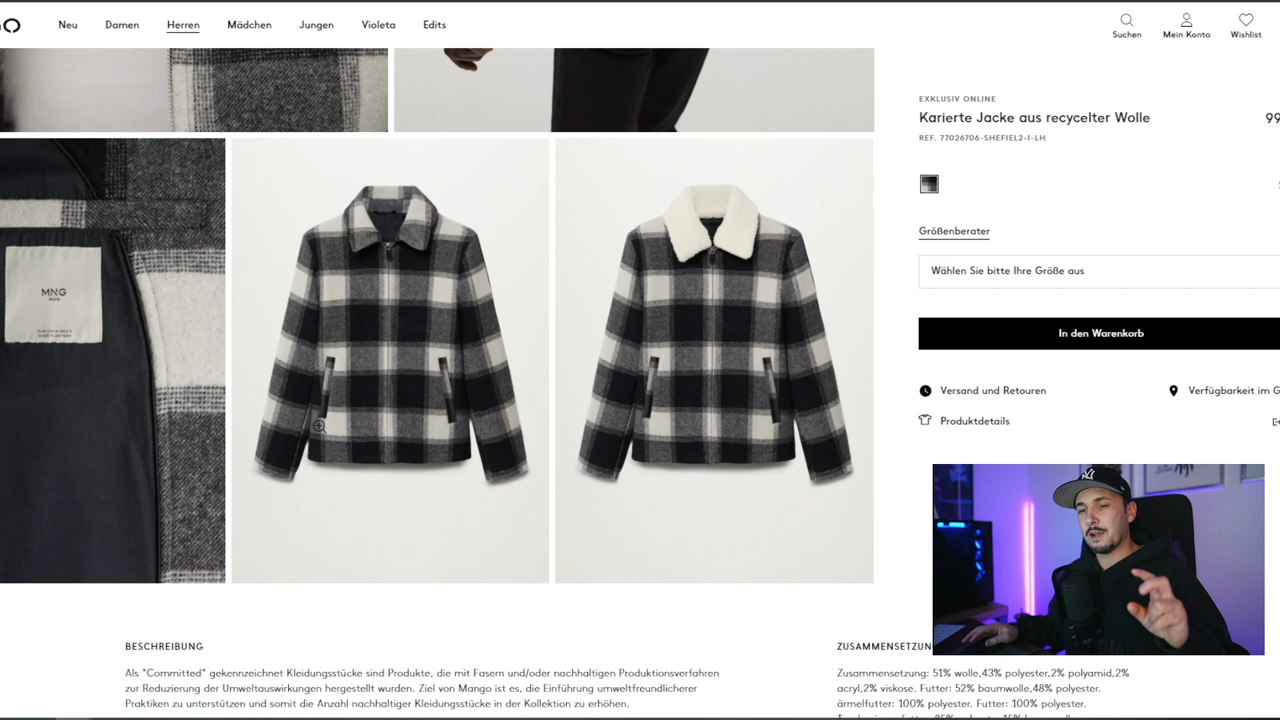 Neu Damen Herren Mädchen Jungen Violeta Edits
Suchen Mein Konto Wishlist
EXKLUSIV ONLINE
Karierte Jacke aus recycelter Wolle 99
REF. 77026706-SHEFIEL2-I-LH
Größenberater
Wählen Sie bitte Ihre Größe aus
In den Warenkorb
Versand und Retouren
Verfügbarkeit im G
Produktdetails
MNG
MAN
BESCHREIBUNG
Als "Committed" gekennzeichnet Kleidungsstücke sind Produkte, die mit Fasern und/oder nachhaltigen Produktionsverfahren
zur Reduzierung der Umweltauswirkungen hergestellt wurden. Ziel von Mango ist es, die Einführung umweltfreundlicherer
Praktiken zu unterstützen und somit die Anzahl nachhaltiger Kleidungsstücke in der Kollektion zu erhöhen.
ZUSAMMENSETZUN
Zusammensetzung: 51% wolle,43% polyester,2% polyamid,2%
acryl,2% viskose. Futter: 52% baumwolle,48% polyester.
ärmelfutter: 100% polyester. Futter: 100% polyester.